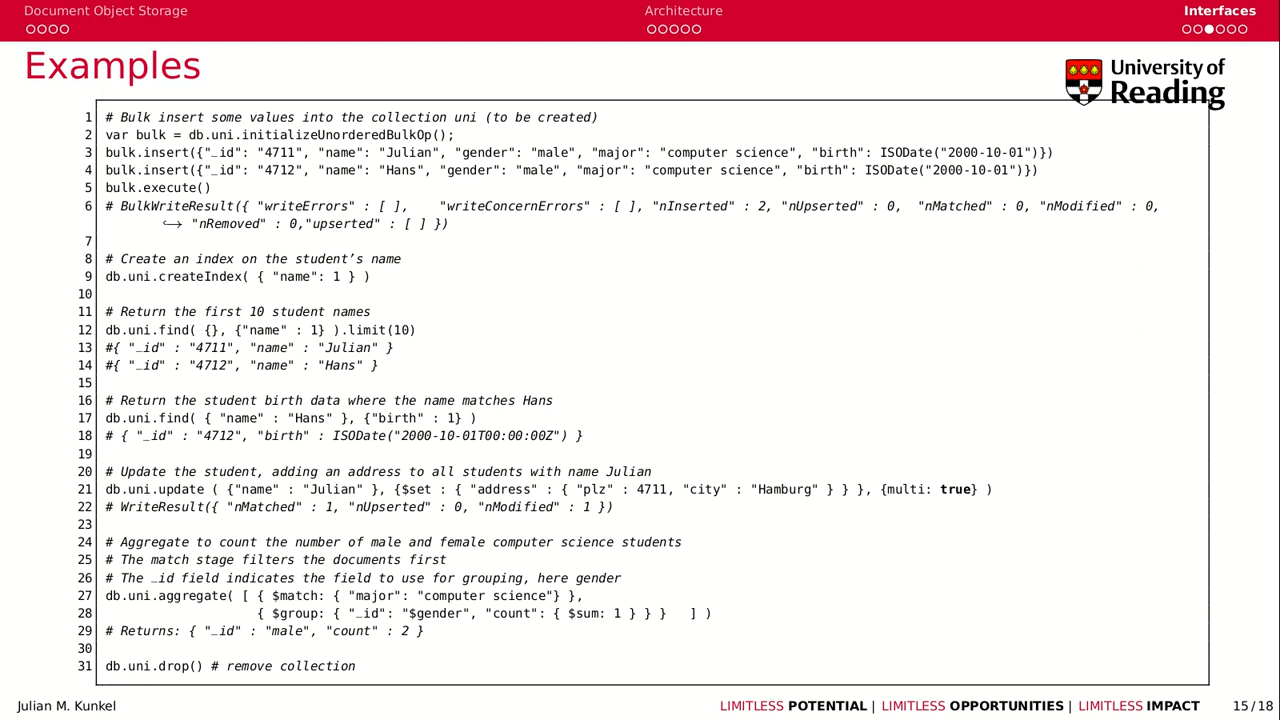 Document Object Storage
Architecture
Interfaces
Examples
University of
Reading
1 # Bulk insert some values into the collection uni (to be created)
2 var bulk = db.uni.initializeUnorderedBulkOp();
3 bulk.insert({"_id": "4711", "name": "Julian", "gender": "male", "major": "computer science", "birth": ISODate("2000-10-01")})
4 bulk.insert({"_id": "4712", "name": "Hans", "gender": "male", "major": "computer science", "birth": ISODate("2000-10-01")})
5 bulk.execute()
6 # BulkWriteResult({ "writeErrors" : [ ],    "writeConcernErrors" : [ ], "nInserted" : 2, "nUpserted" : 0,  "nMatched" : 0, "nModified" : 0,
↪ "nRemoved" : 0,"upserted" : [ ] })
7
8 # Create an index on the student’s name
9 db.uni.createIndex( { "name": 1 } )
10
11 # Return the first 10 student names
12 db.uni.find( {}, {"name" : 1} ).limit(10)
13 #{ "_id" : "4711", "name" : "Julian" }
14 #{ "_id" : "4712", "name" : "Hans" }
15
16 # Return the student birth data where the name matches Hans
17 db.uni.find( { "name" : "Hans" }, {"birth" : 1} )
18 # { "_id" : "4712", "birth" : ISODate("2000-10-01T00:00:00Z") }
19
20 # Update the student, adding an address to all students with name Julian
21 db.uni.update ( {"name" : "Julian" }, {$set : { "address" : { "plz" : 4711, "city" : "Hamburg" } } }, {multi: true} )
22 # WriteResult({ "nMatched" : 1, "nUpserted" : 0, "nModified" : 1 })
23
24 # Aggregate to count the number of male and female computer science students
25 # The match stage filters the documents first
26 # The _id field indicates the field to use for grouping, here gender
27 db.uni.aggregate( [ { $match: { "major": "computer science"} },
28                     { $group: { "_id": "$gender", "count": { $sum: 1 } } }   ] )
29 # Returns: { "_id" : "male", "count" : 2 }
30
31 db.uni.drop() # remove collection
Julian M. Kunkel
LIMITLESS POTENTIAL | LIMITLESS OPPORTUNITIES | LIMITLESS IMPACT
15 / 18